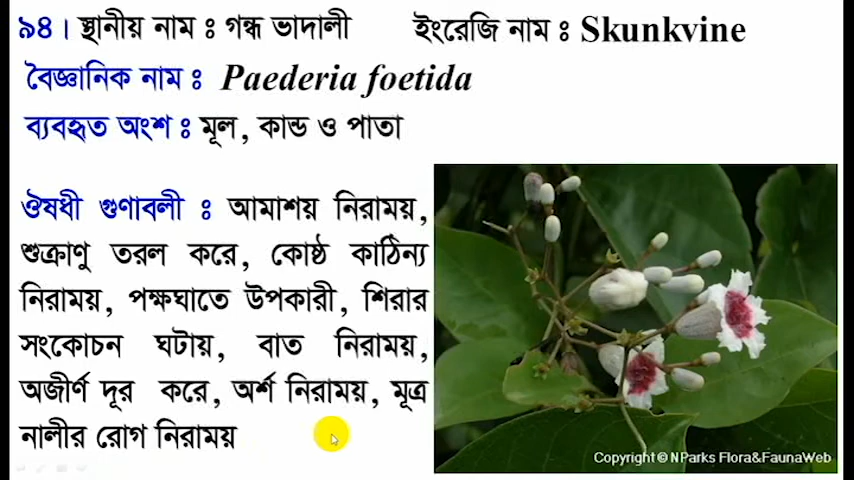 ৯৪। স্থানীয় নাম ঃ গন্ধ ভাদালী ইংরেজি নাম ঃ Skunkvine
বৈজ্ঞানিক নাম ঃ Paederia foetida
ব্যবহৃত অংশ ঃ মূল, কান্ড ও পাতা
ঔষধী গুণাবলী ঃ আমাশয় নিরাময়,
শুক্রাণু তরল করে, কোষ্ঠ কাঠিন্য
নিরাময়, পক্ষঘাতে উপকারী, শিরার
সংকোচন ঘটায়, বাত নিরাময়,
অজীর্ণ দূর করে, অর্শ নিরাময়, মূত্র
নালীর রোগ নিরাময়
Copyright © NParks Flora&FaunaWeb